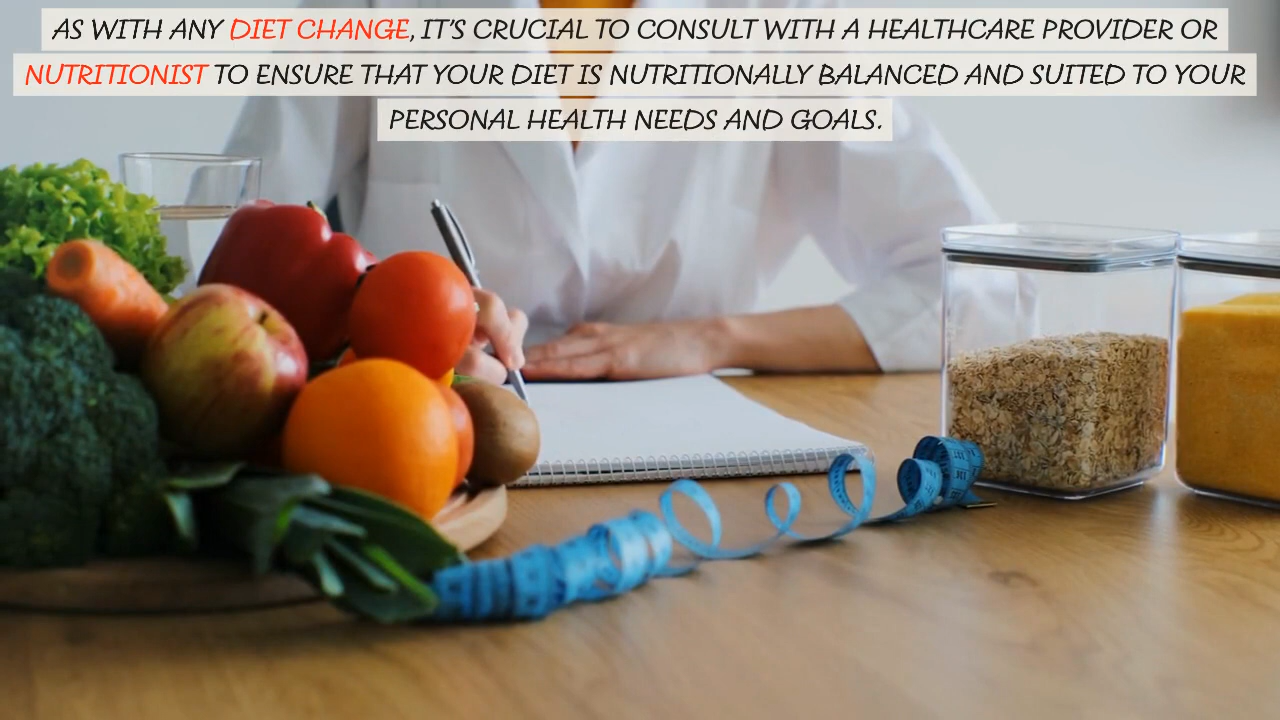 AS WITH ANY DIET CHANGE, IT'S CRUCIAL TO CONSULT WITH A HEALTHCARE PROVIDER OR
NUTRITIONIST TO ENSURE THAT YOUR DIET IS NUTRITIONALLY BALANCED AND SUITED TO YOUR
PERSONAL HEALTH NEEDS AND GOALS.